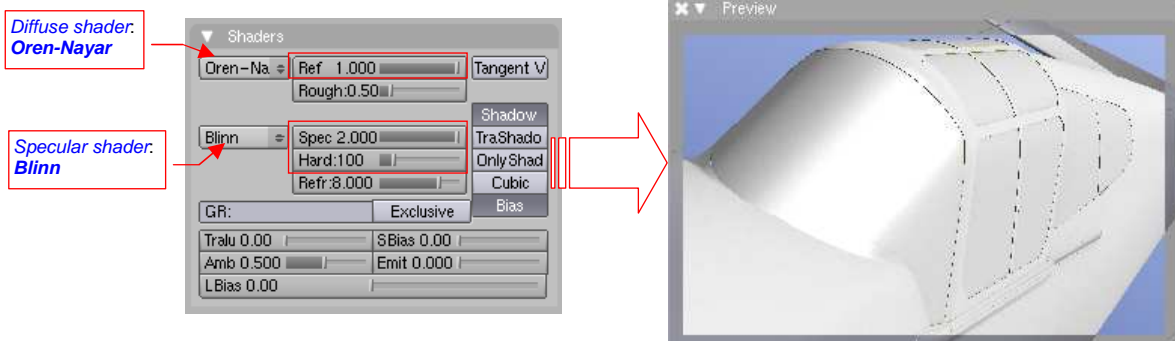 Diffuse shader:
Oren-Nayar
Specular shader:
Blinn
Shaders
Oren-Na
Ref 1.000
Tangent V
Rough:0.50
Shadow
Blinn
Spec 2.000
TraShado
Hard:100
OnlyShad
Refr:8.000
Cubic
GR:
Exclusive
Bias
Tralu 0.00
SBias 0.00
Amb 0.500
Emit 0.000
LBias 0.00
Preview